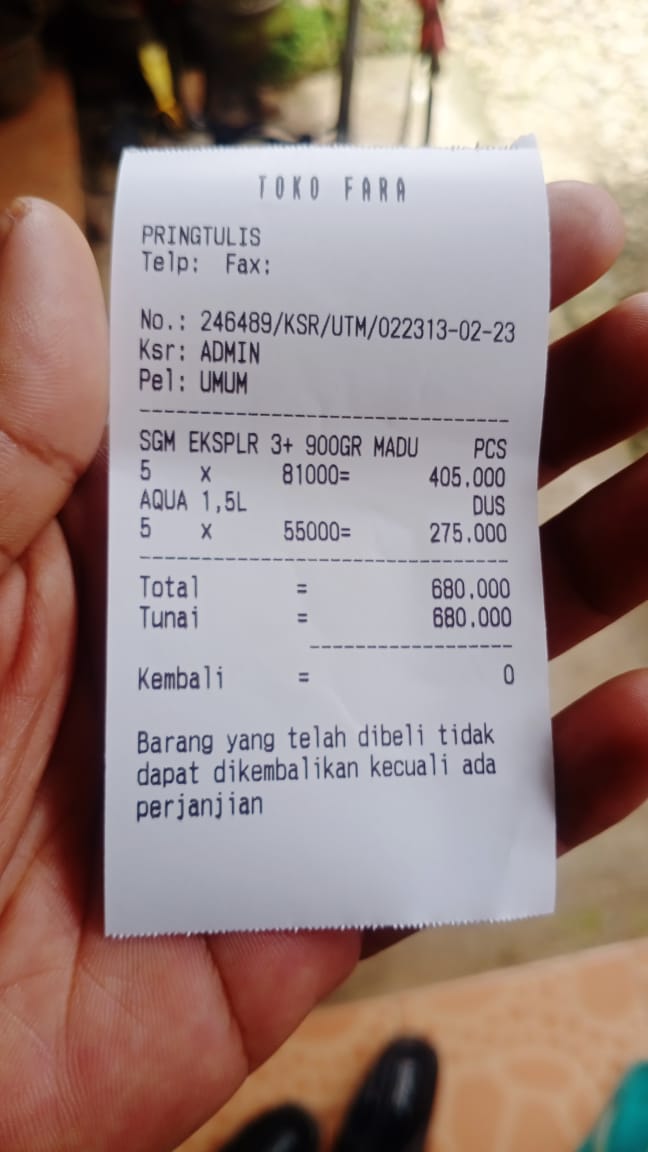 TOKO FARA
PRINGTULIS
Telp: Fax:
No.: 246489/KSR/UTM/022313-02-23
Ksr: ADMIN
Pel: UMUM
SGM EKSPLR 3+ 900GR MADU PCS
5 x 81000= 405.000
AQUA 1,5L DUS
5 x 55000= 275.000
Total = 680.000
Tunai = 680.000
Kembali = 0
Barang yang telah dibeli tidak
dapat dikembalikan kecuali ada
perjanjian